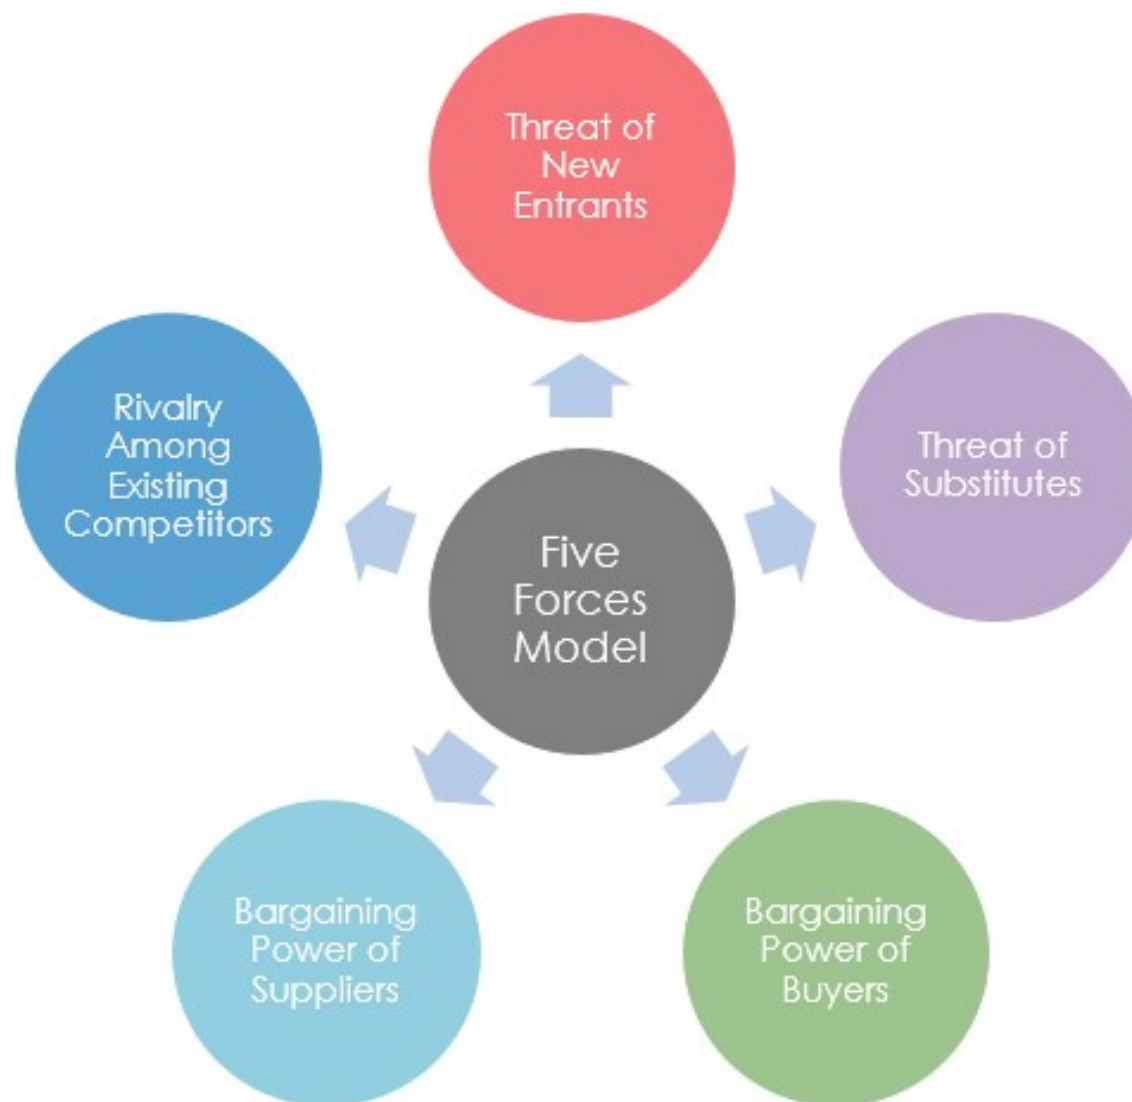 Threat of
New
Entrants
Rivalry
Among
Existing
Competitors
Threat of
Substitutes
Five
Forces
Model
Bargaining
Power of
Suppliers
Bargaining
Power of
Buyers